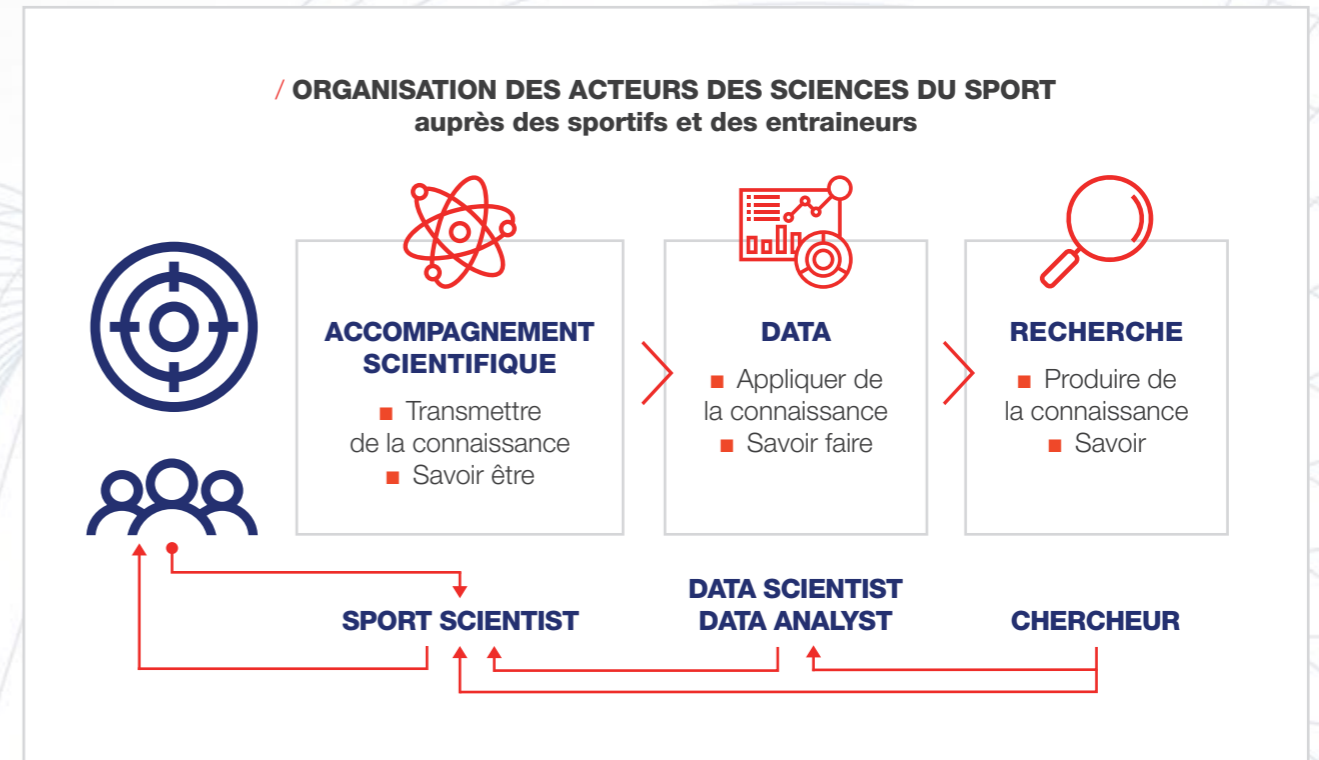 / ORGANISATION DES ACTEURS DES SCIENCES DU SPORT
auprès des sportifs et des entraineurs
ACCOMPAGNEMENT
SCIENTIFIQUE
■ Transmettre
de la connaissance
■ Savoir être
DATA
■ Appliquer de
la connaissance
■ Savoir faire
RECHERCHE
■ Produire de
la connaissance
■ Savoir
SPORT SCIENTIST
DATA SCIENTIST
DATA ANALYST
CHERCHEUR